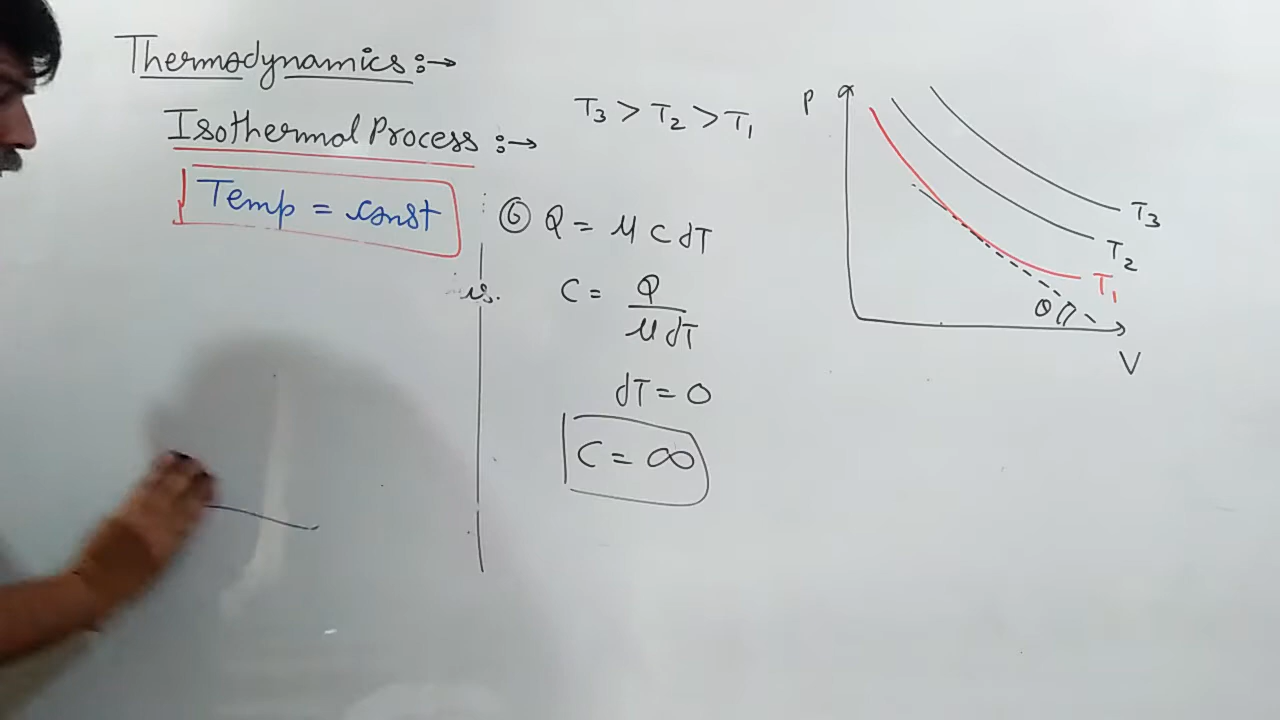 Thermodynamics :→
Isothermal Process :→
Temp = const
T₃ > T₂ > T₁
⑥ Q = μ C dT
C = Q / μ dT
dT = 0
C = ∞
P
T₃
T₂
T₁
θ
V